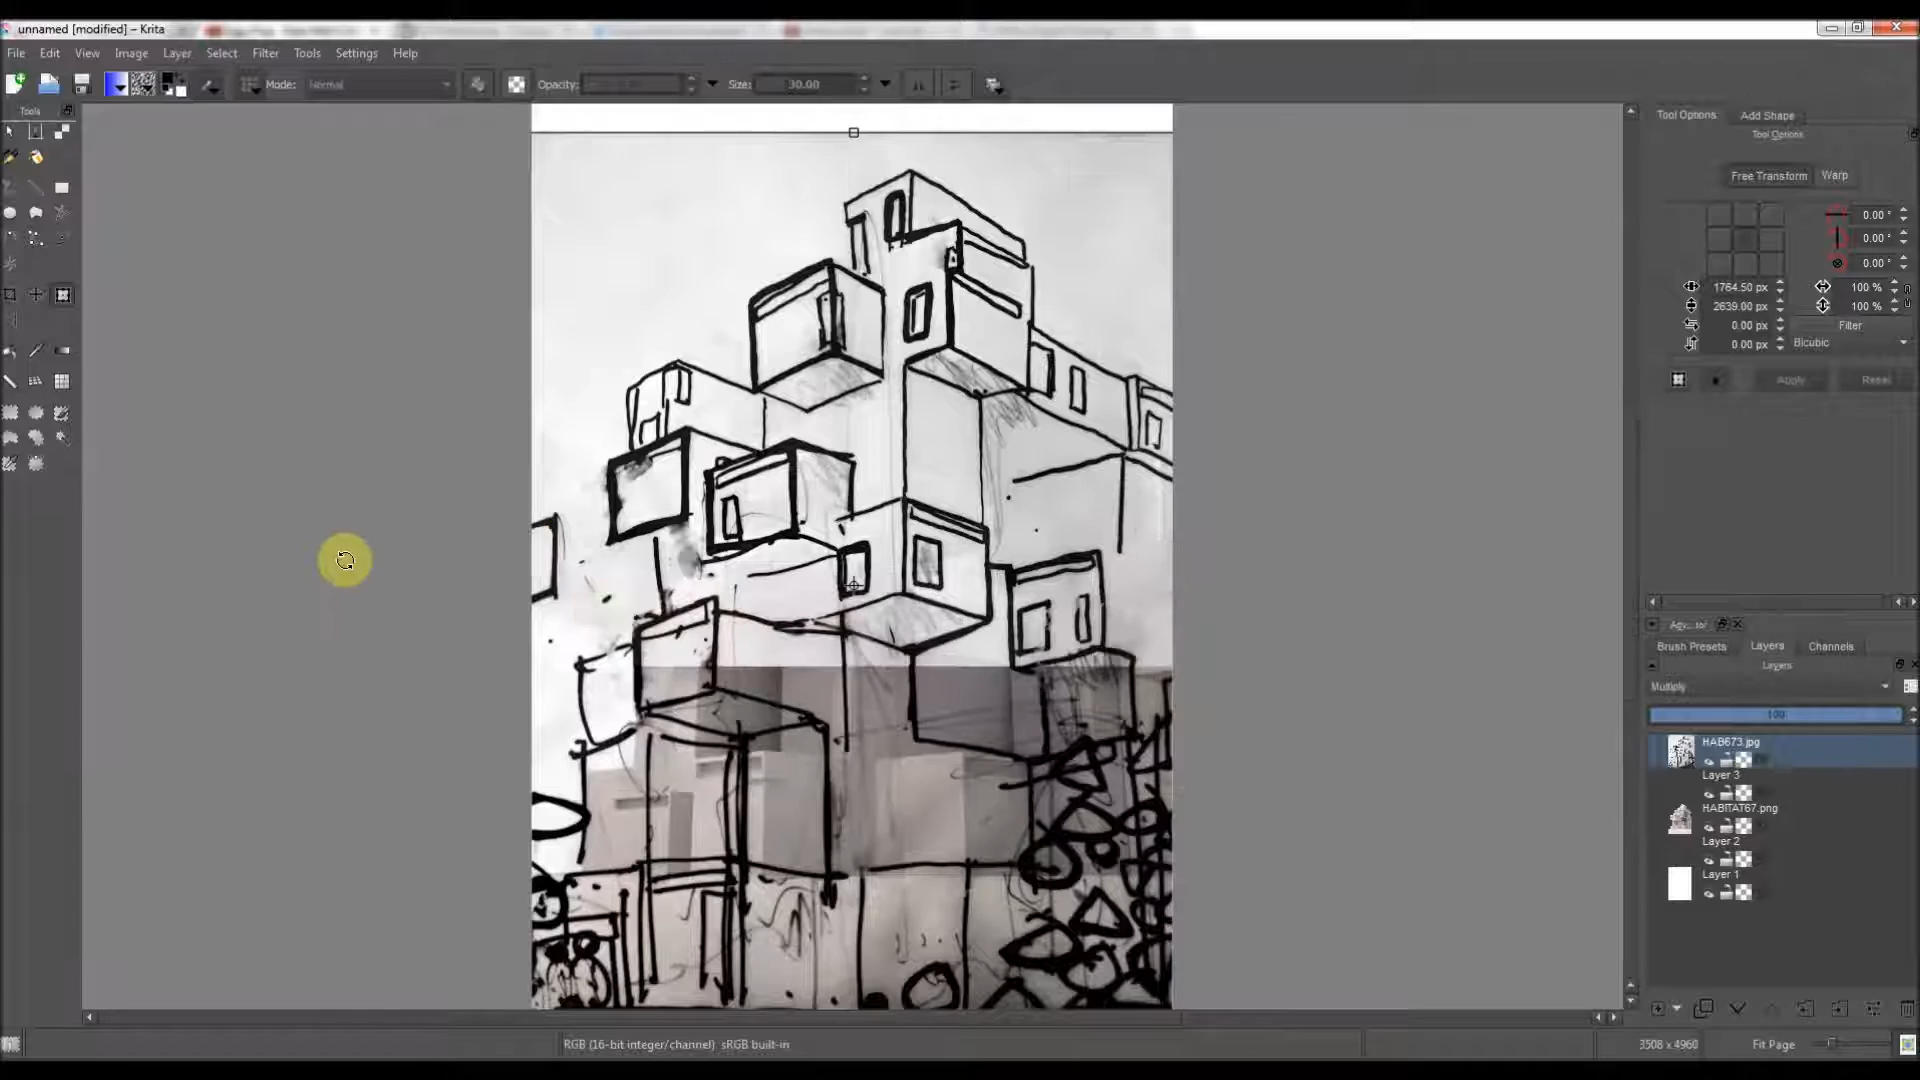 unnamed [modified] – Krita
File Edit View Image Layer Select Filter Tools Settings Help
Mode: Normal Opacity: Size: 30.00
Tools
Tool Options Add Shape
Tool Options
Free Transform Warp
0.00 °
0.00 °
0.00 °
1764.50 px 100 %
2639.00 px 100 %
0.00 px Filter
0.00 px Bicubic
Apply Reset
Brush Presets Layers Channels
Layers
Multiply
100
HAB673.jpg
Layer 3
HABITAT67.png
Layer 2
Layer 1
RGB (16-bit integer/channel) sRGB built-in 3508 x 4960 Fit Page